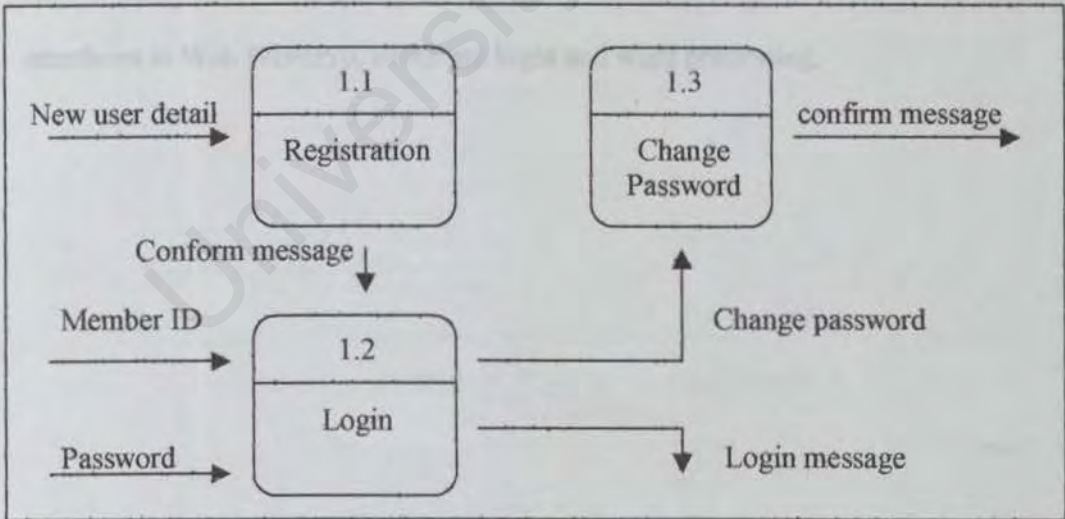 1.1
1.3
New user detail
confirm message
Registration
Change
Password
Conform message
Member ID
Change password
1.2
Login
Password
Login message